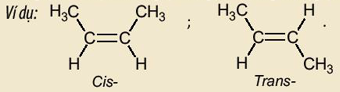 Ví dụ: H₃C CH₃ ; H₃C H .
C=C C=C
H H H CH₃
Cis- Trans-